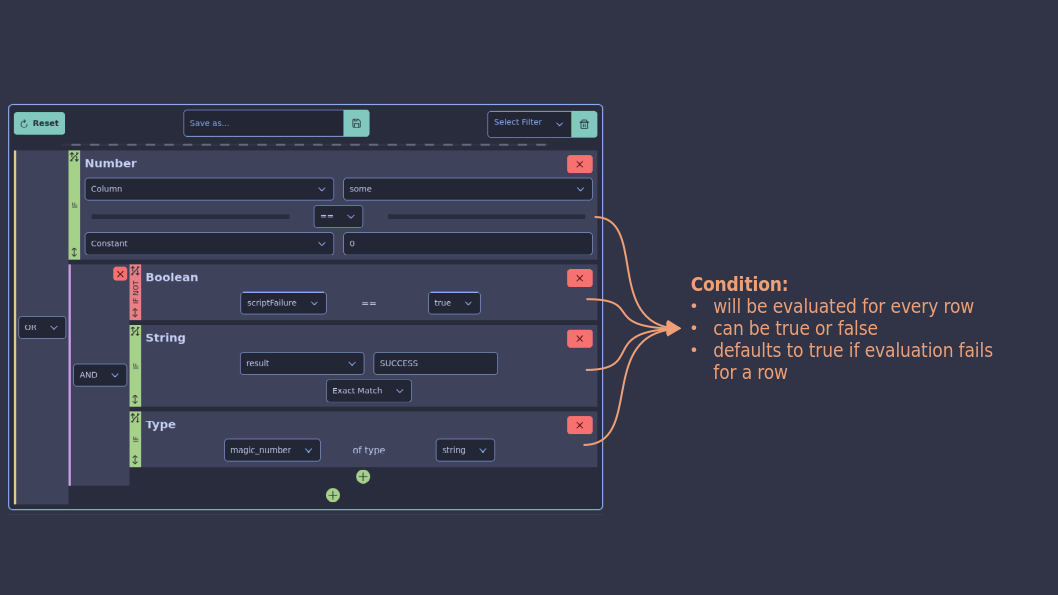 Reset
Save as...
Select Filter
Number
IF
Column
some
==
Constant
0
Boolean
IF NOT
scriptFailure
==
true
OR
String
IF
result
SUCCESS
AND
Exact Match
Type
IF
magic_number
of type
string
Condition:
• will be evaluated for every row
• can be true or false
• defaults to true if evaluation fails
for a row